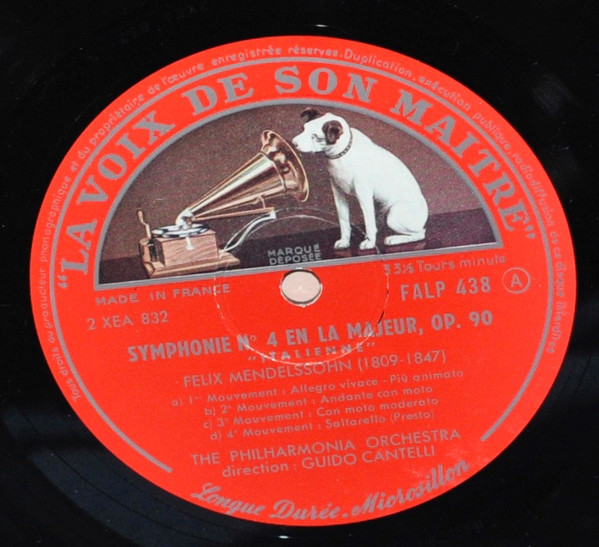 Tous droits du producteur phonographique et du propriétaire de l'œuvre enregistrée réservés. Duplication, exécution publique, radiodiffusion de ce disque interdites
"LA VOIX DE SON MAITRE"
MARQUE
DÉPOSÉE
MADE IN FRANCE
33⅓ Tours minute
2 XEA 832
FALP 438 A
SYMPHONIE N° 4 EN LA MAJEUR, OP. 90
"ITALIENNE"
FELIX MENDELSSOHN (1809-1847)
a) 1er Mouvement : Allegro vivace - Più animato
b) 2e Mouvement : Andante con moto
c) 3e Mouvement : Con moto moderato
d) 4e Mouvement : Saltarello (Presto)
THE PHILHARMONIA ORCHESTRA
direction : GUIDO CANTELLI
Longue Durée-Microsillon